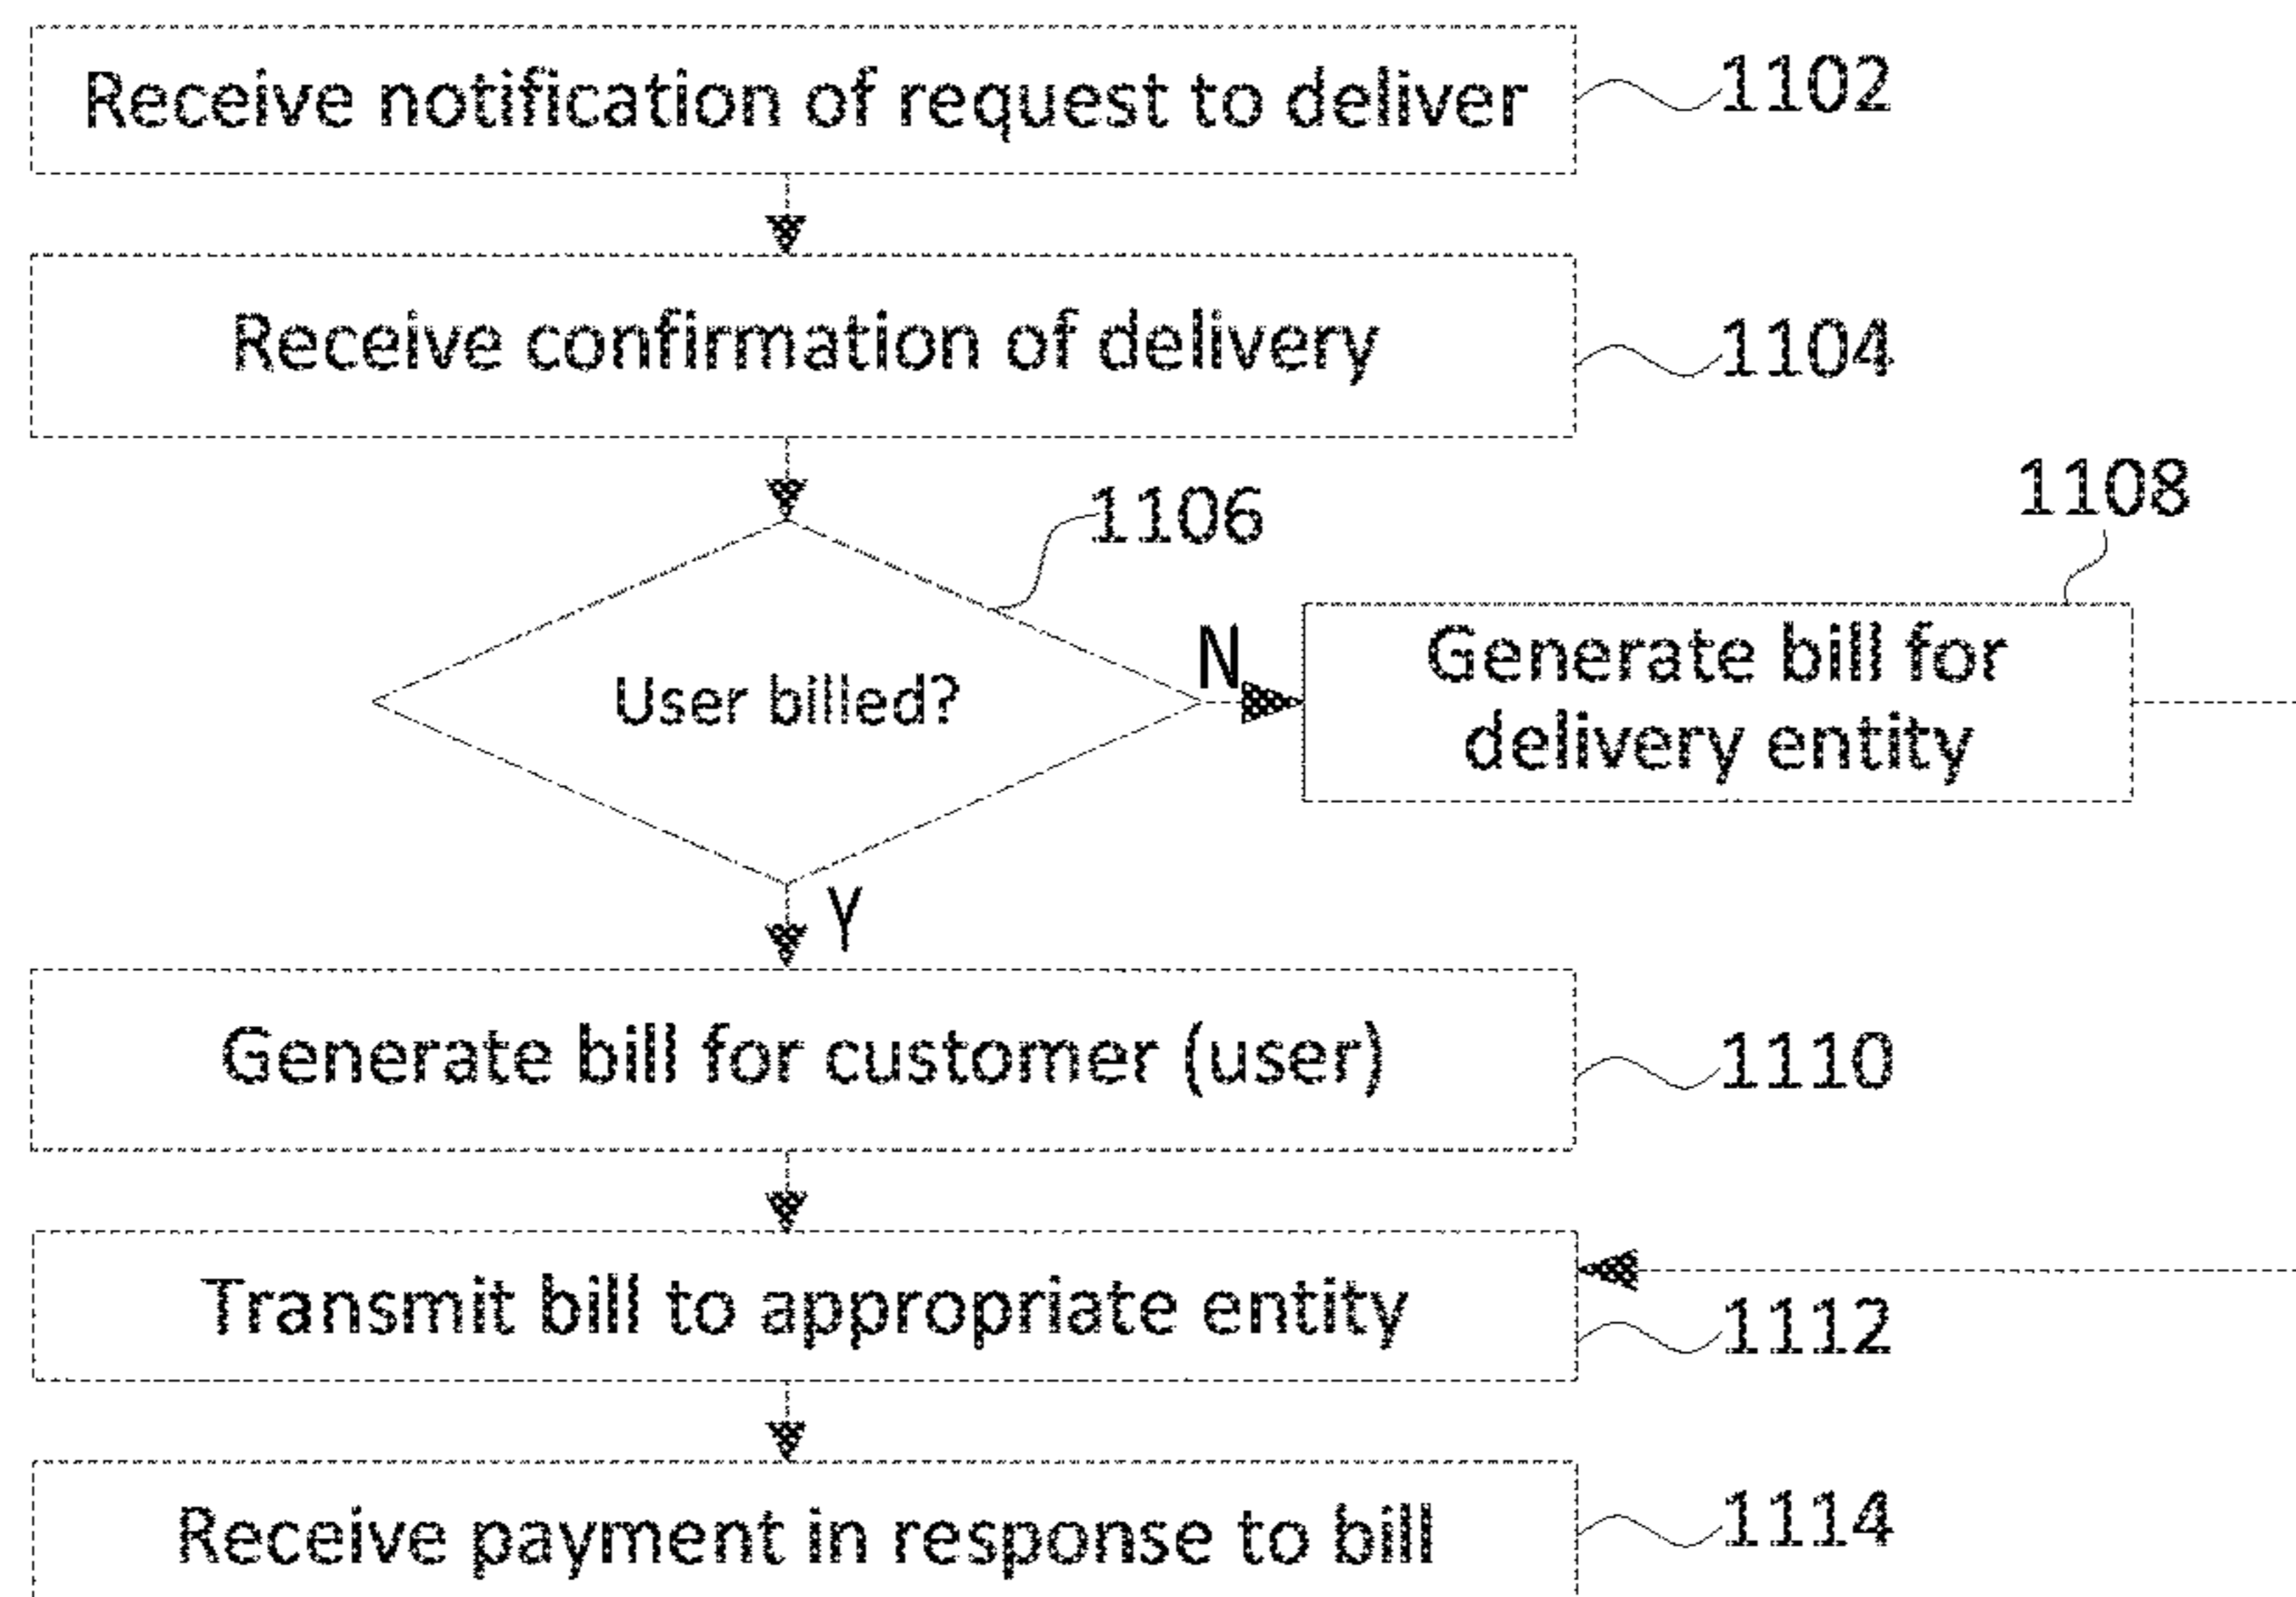 Receive notification of request to deliver
1102
Receive confirmation of delivery
1104
1106
1108
User billed?
N
Generate bill for
delivery entity
Y
Generate bill for customer (user)
1110
Transmit bill to appropriate entity
1112
Receive payment in response to bill
1114